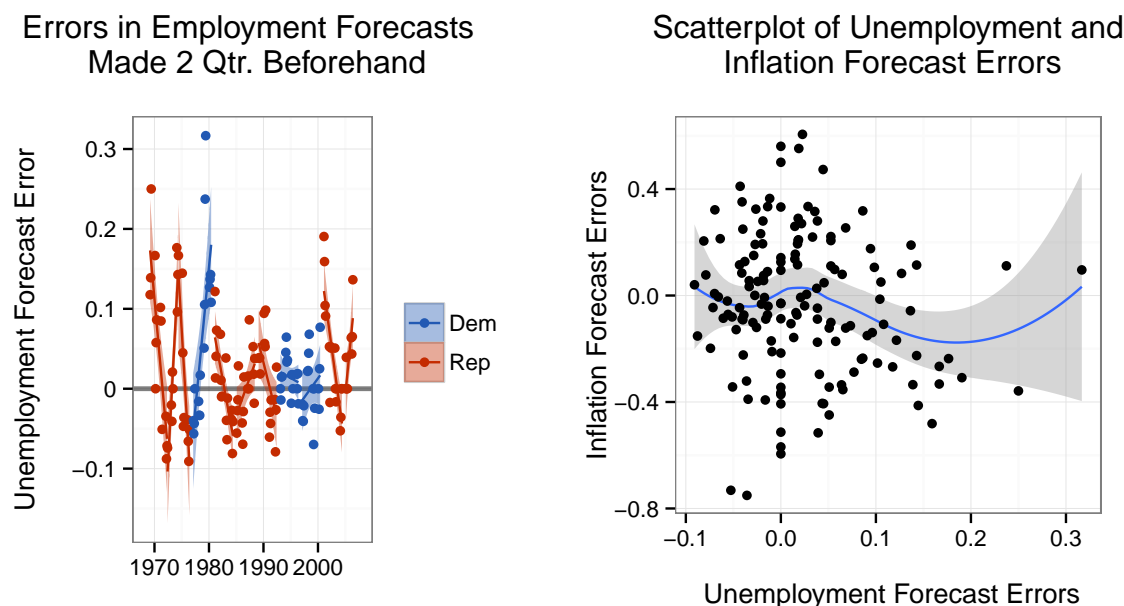 Errors in Employment Forecasts
Made 2 Qtr. Beforehand
Unemployment Forecast Error
0.3
0.2
0.1
0
−0.1
1970 1980 1990 2000
Dem
Rep
Scatterplot of Unemployment and
Inflation Forecast Errors
Inflation Forecast Errors
0.4
0.0
−0.4
−0.8
−0.1 0.0 0.1 0.2 0.3
Unemployment Forecast Errors